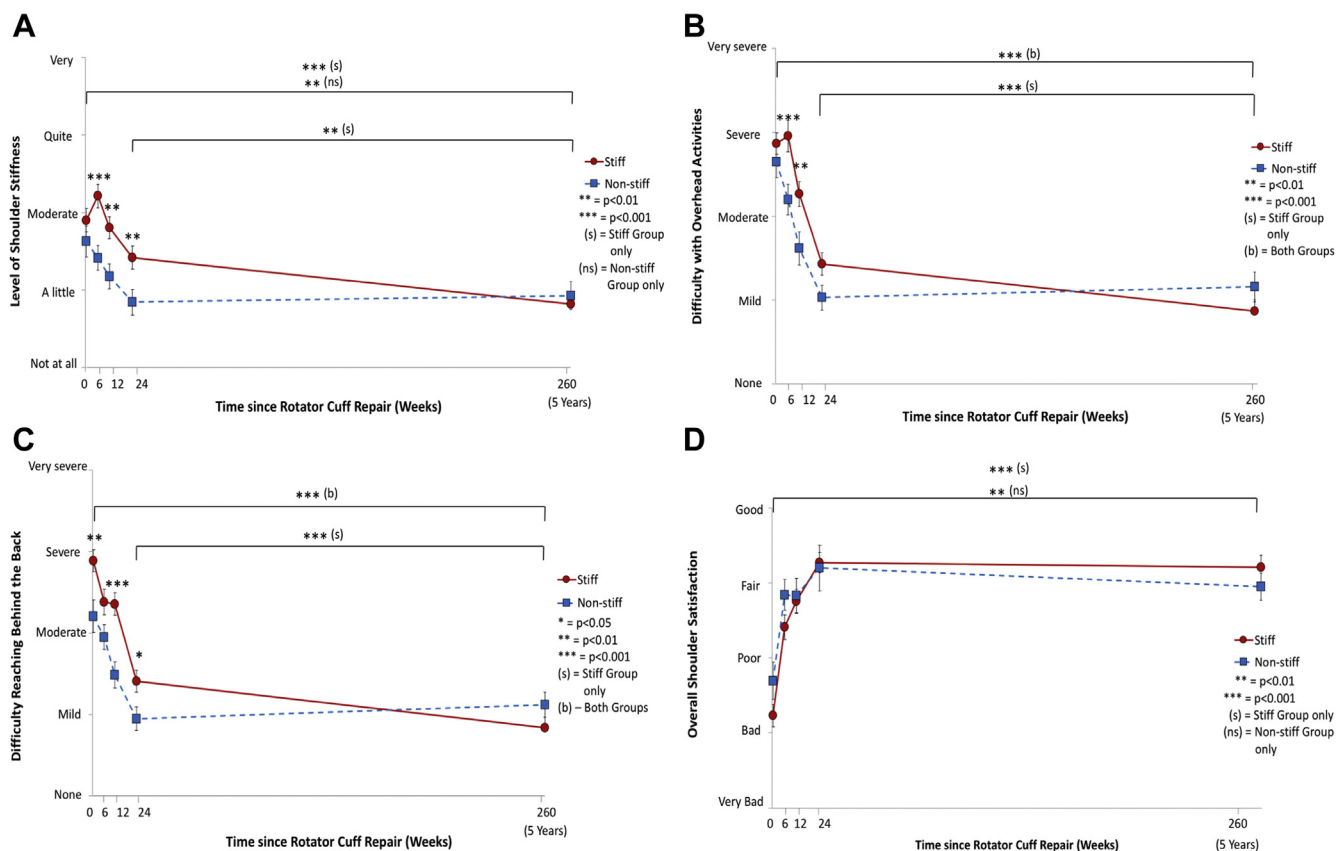 A
Very
*** (s)
** (ns)
Quite
** (s)
Level of Shoulder Stiffness
Stiff
***
Non-stiff
** = p<0.01
*** = p<0.001
Moderate
**
(s) = Stiff Group
only
**
(ns) = Non-stiff
Group only
A little
Not at all
0 6 12 24 260
Time since Rotator Cuff Repair (Weeks)
(5 Years)
B
Very severe
*** (b)
*** (s)
Difficulty with Overhead Activities
***
Severe
Stiff
**
Non-stiff
** = p<0.01
*** = p<0.001
Moderate
(s) = Stiff Group
only
(b) = Both Groups
Mild
None
0 6 12 24 260
Time since Rotator Cuff Repair (Weeks)
(5 Years)
C
Very severe
*** (b)
**
*** (s)
Severe
Difficulty Reaching Behind the Back
***
Stiff
Non-stiff
* = p<0.05
Moderate
** = p<0.01
*** = p<0.001
*
(s) = Stiff Group
only
(b) – Both Groups
Mild
None
0 6 12 24 260
Time since Rotator Cuff Repair (Weeks)
(5 Years)
D
*** (s)
** (ns)
Good
Overall Shoulder Satisfaction
Fair
Stiff
Poor
Non-stiff
** = p<0.01
*** = p<0.001
(s) = Stiff Group only
Bad
(ns) = Non-stiff Group
only
Very Bad
0 6 12 24 260
Time since Rotator Cuff Repair (Weeks)
(5 Years)